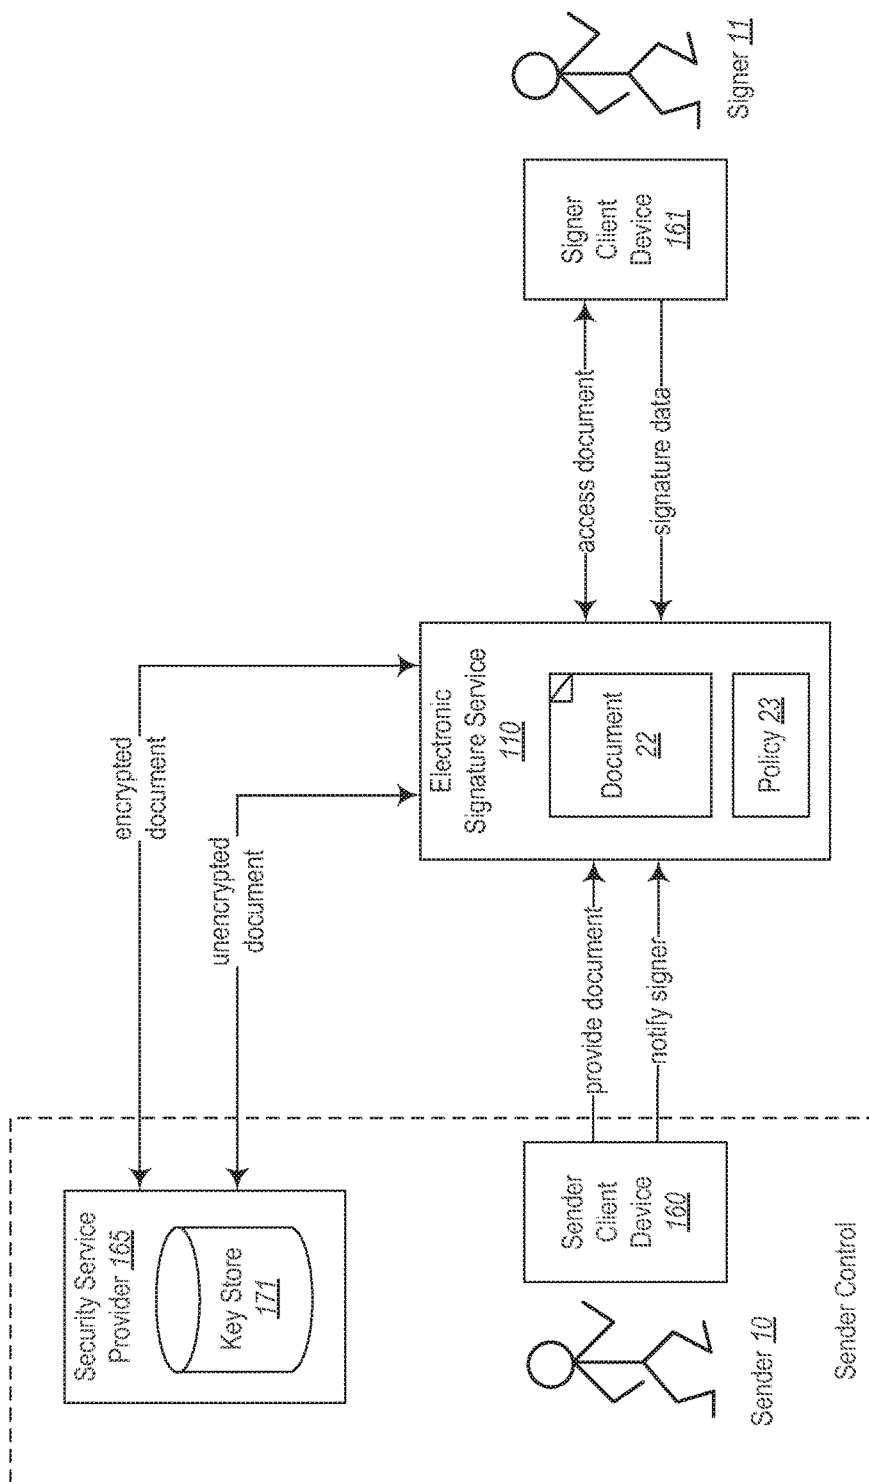 Security Service
Provider 165
Key Store
171
encrypted
document
unencrypted
document
Sender
Client
Device
160
Sender 10
Sender Control
provide document
notify signer
Electronic
Signature Service
110
Document
22
Policy 23
access document
signature data
Signer
Client
Device
161
Signer 11